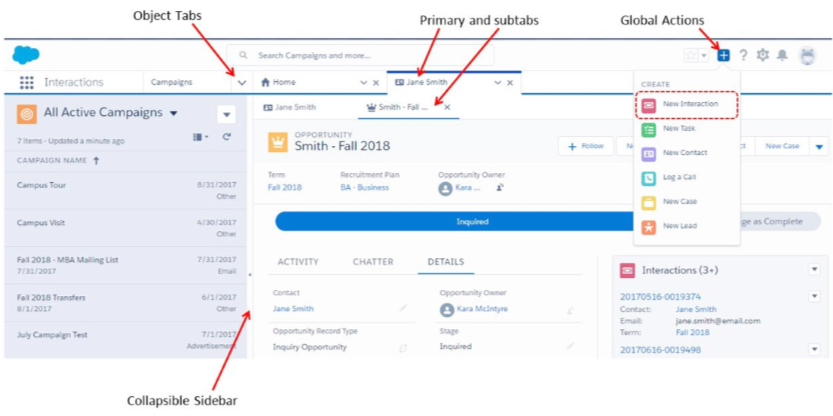 Object Tabs
Primary and subtabs
Global Actions
Search Campaigns and more...
Interactions
Campaigns
Home
Jane Smith
All Active Campaigns
7 items - Updated a minute ago
CAMPAIGN NAME ↑
Campus Tour
8/31/2017
Other
Campus Visit
4/30/2017
Other
Fall 2018 - MBA Mailing List
7/31/2017
7/31/2017
Email
Fall 2018 Transfers
6/1/2017
8/1/2017
Other
July Campaign Test
7/1/2017
Advertisement
Jane Smith
Smith - Fall ...
OPPORTUNITY
Smith - Fall 2018
+ Follow
New Case
Term
Recruitment Plan
Opportunity Owner
Fall 2018
BA - Business
Kara ...
Inquired
ge as Complete
CREATE
New Interaction
New Task
New Contact
Log a Call
New Case
New Lead
ACTIVITY
CHATTER
DETAILS
Contact
Opportunity Owner
Jane Smith
Kara McIntyre
Opportunity Record Type
Stage
Inquiry Opportunity
Inquired
Interactions (3+)
20170516-0019374
Contact: Jane Smith
Email: jane.smith@email.com
Term: Fall 2018
20170616-0019498
Collapsible Sidebar